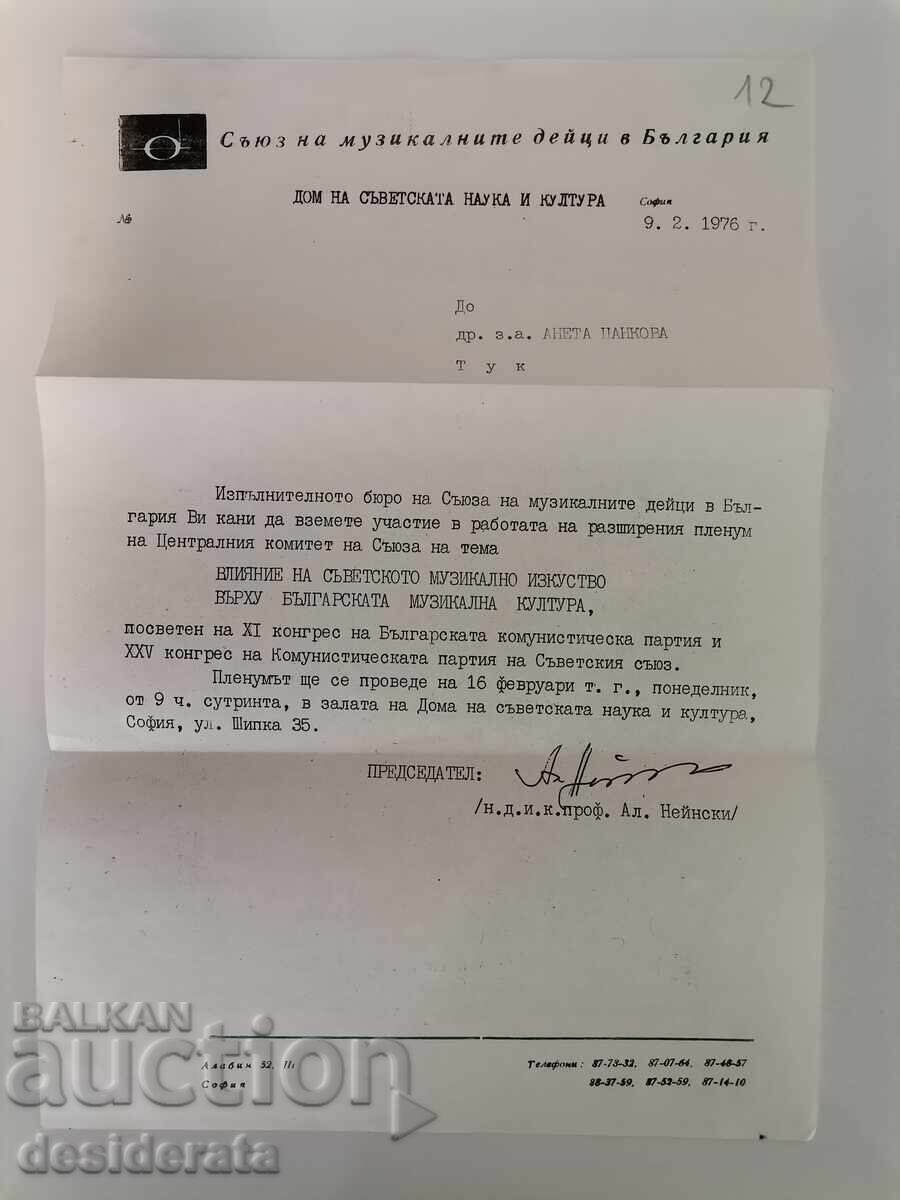 12
Съюз на музикалните дейци в България
ДОМ НА СЪВЕТСКАТА НАУКА И КУЛТУРА
София
№
9. 2. 1976 г.
До
др. з.а. АНЕТА ПАНКОВА
Т у к
Изпълнителното бюро на Съюза на музикалните дейци в Бъл-
гария Ви кани да вземете участие в работата на разширения пленум
на Централния комитет на Съюза на тема
ВЛИЯНИЕ НА СЪВЕТСКОТО МУЗИКАЛНО ИЗКУСТВО
ВЪРХУ БЪЛГАРСКАТА МУЗИКАЛНА КУЛТУРА,
посветен на XI конгрес на Българската комунистическа партия и
XXV конгрес на Комунистическата партия на Съветския съюз.
Пленумът ще се проведе на 16 февруари т. г., понеделник,
от 9 ч. сутринта, в залата на Дома на съветската наука и култура,
София, ул. Шипка 35.
ПРЕДСЕДАТЕЛ:
/н.д.и.к.проф. Ал. Нейнски/
Алабин 52, III
София
Телефони: 87-73-32, 87-07-64, 87-48-57
88-37-59, 87-52-59, 87-14-10
BALKAN
auction
desiderata